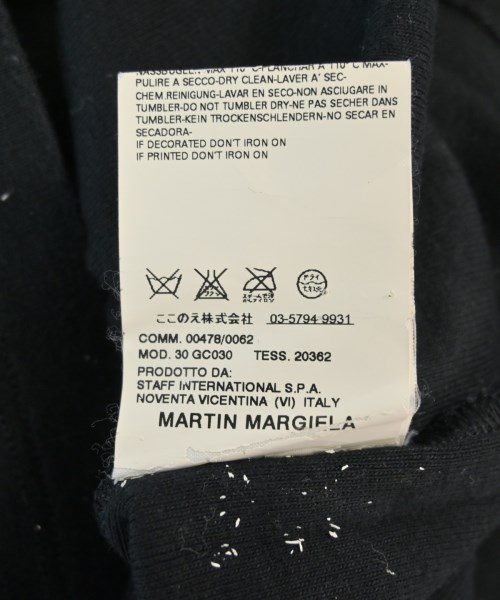 PULIRE A SECCO-DRY CLEAN-LAVER A' SEC-
CHEM.REINIGUNG-LAVAR EN SECO-NON ASCIUGARE IN
TUMBLER-DO NOT TUMBLER DRY-NE PAS SECHER DANS
TUMBLER-KEIN TROCKENSCHLENDERN-NO SECAR EN
SECADORA-
IF DECORATED DON'T IRON ON
IF PRINTED DON'T IRON ON
ドライ
ここのえ株式会社 03-5794 9931
COMM. 00478/0062
MOD. 30 GC030 TESS. 20362
PRODOTTO DA:
STAFF INTERNATIONAL S.P.A.
NOVENTA VICENTINA (VI) ITALY
MARTIN MARGIELA